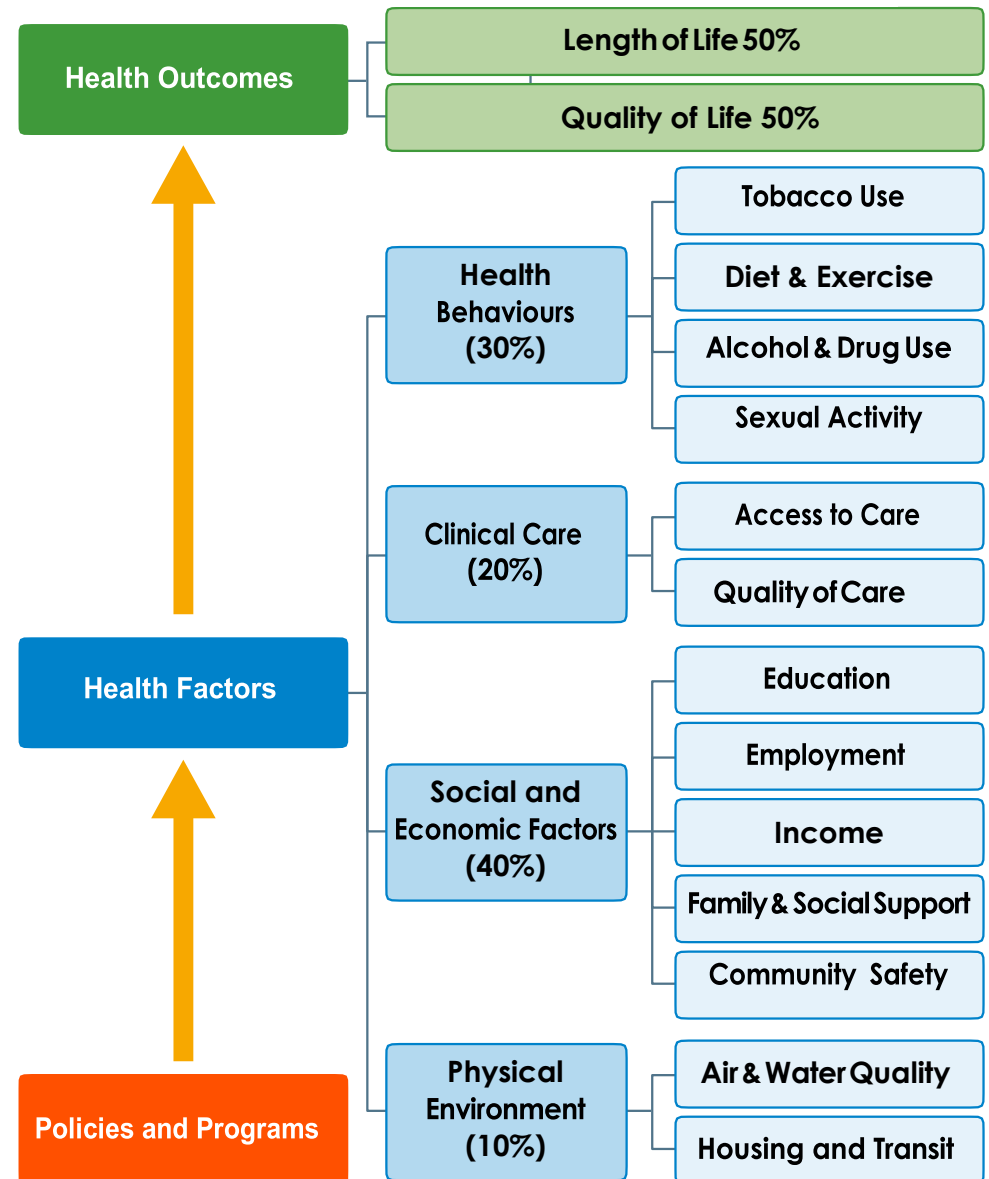 Health Outcomes
Length of Life 50%
Quality of Life 50%
Health Factors
Health
Behaviours
(30%)
Tobacco Use
Diet & Exercise
Alcohol & Drug Use
Sexual Activity
Clinical Care
(20%)
Access to Care
Quality of Care
Social and
Economic Factors
(40%)
Education
Employment
Income
Family & Social Support
Community Safety
Physical
Environment
(10%)
Air & Water Quality
Housing and Transit
Policies and Programs